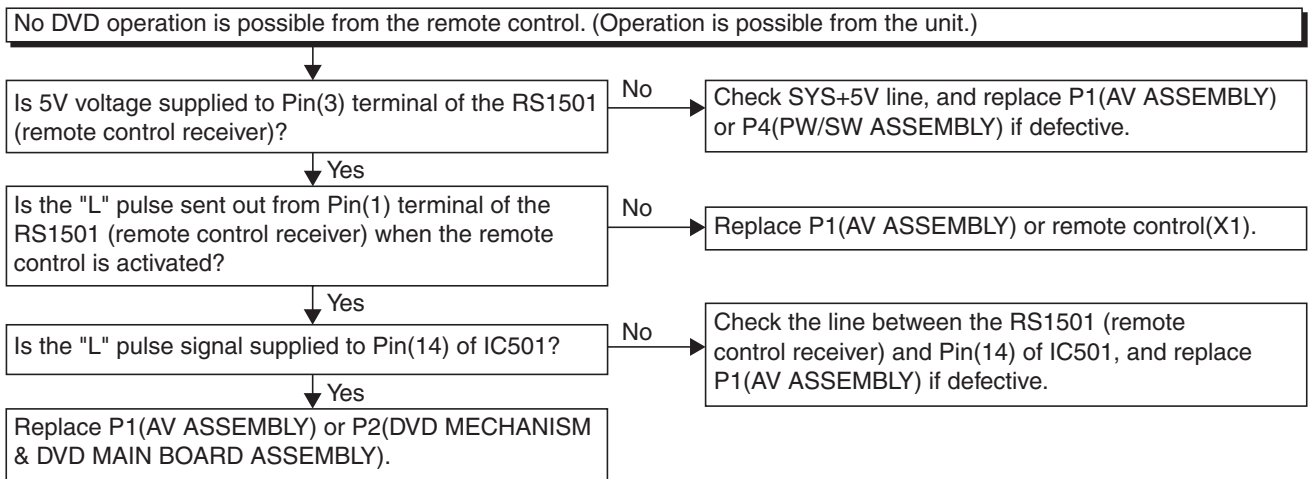 No DVD operation is possible from the remote control. (Operation is possible from the unit.)
Is 5V voltage supplied to Pin(3) terminal of the RS1501
(remote control receiver)?
No
Check SYS+5V line, and replace P1(AV ASSEMBLY)
or P4(PW/SW ASSEMBLY) if defective.
Yes
Is the "L" pulse sent out from Pin(1) terminal of the
RS1501 (remote control receiver) when the remote
control is activated?
No
Replace P1(AV ASSEMBLY) or remote control(X1).
Yes
Is the "L" pulse signal supplied to Pin(14) of IC501?
No
Check the line between the RS1501 (remote
control receiver) and Pin(14) of IC501, and replace
P1(AV ASSEMBLY) if defective.
Yes
Replace P1(AV ASSEMBLY) or P2(DVD MECHANISM
& DVD MAIN BOARD ASSEMBLY).